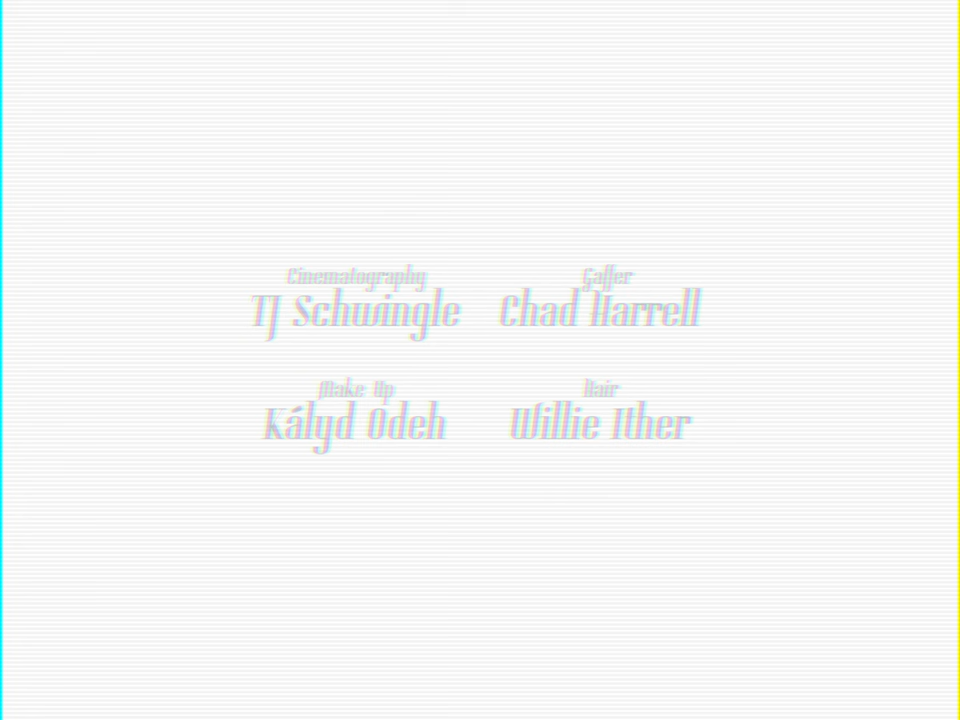 Cinematography Gaffer
TJ Schwingle Chad Harrell
Make Up Hair
Kályd Odeh Willie Ither